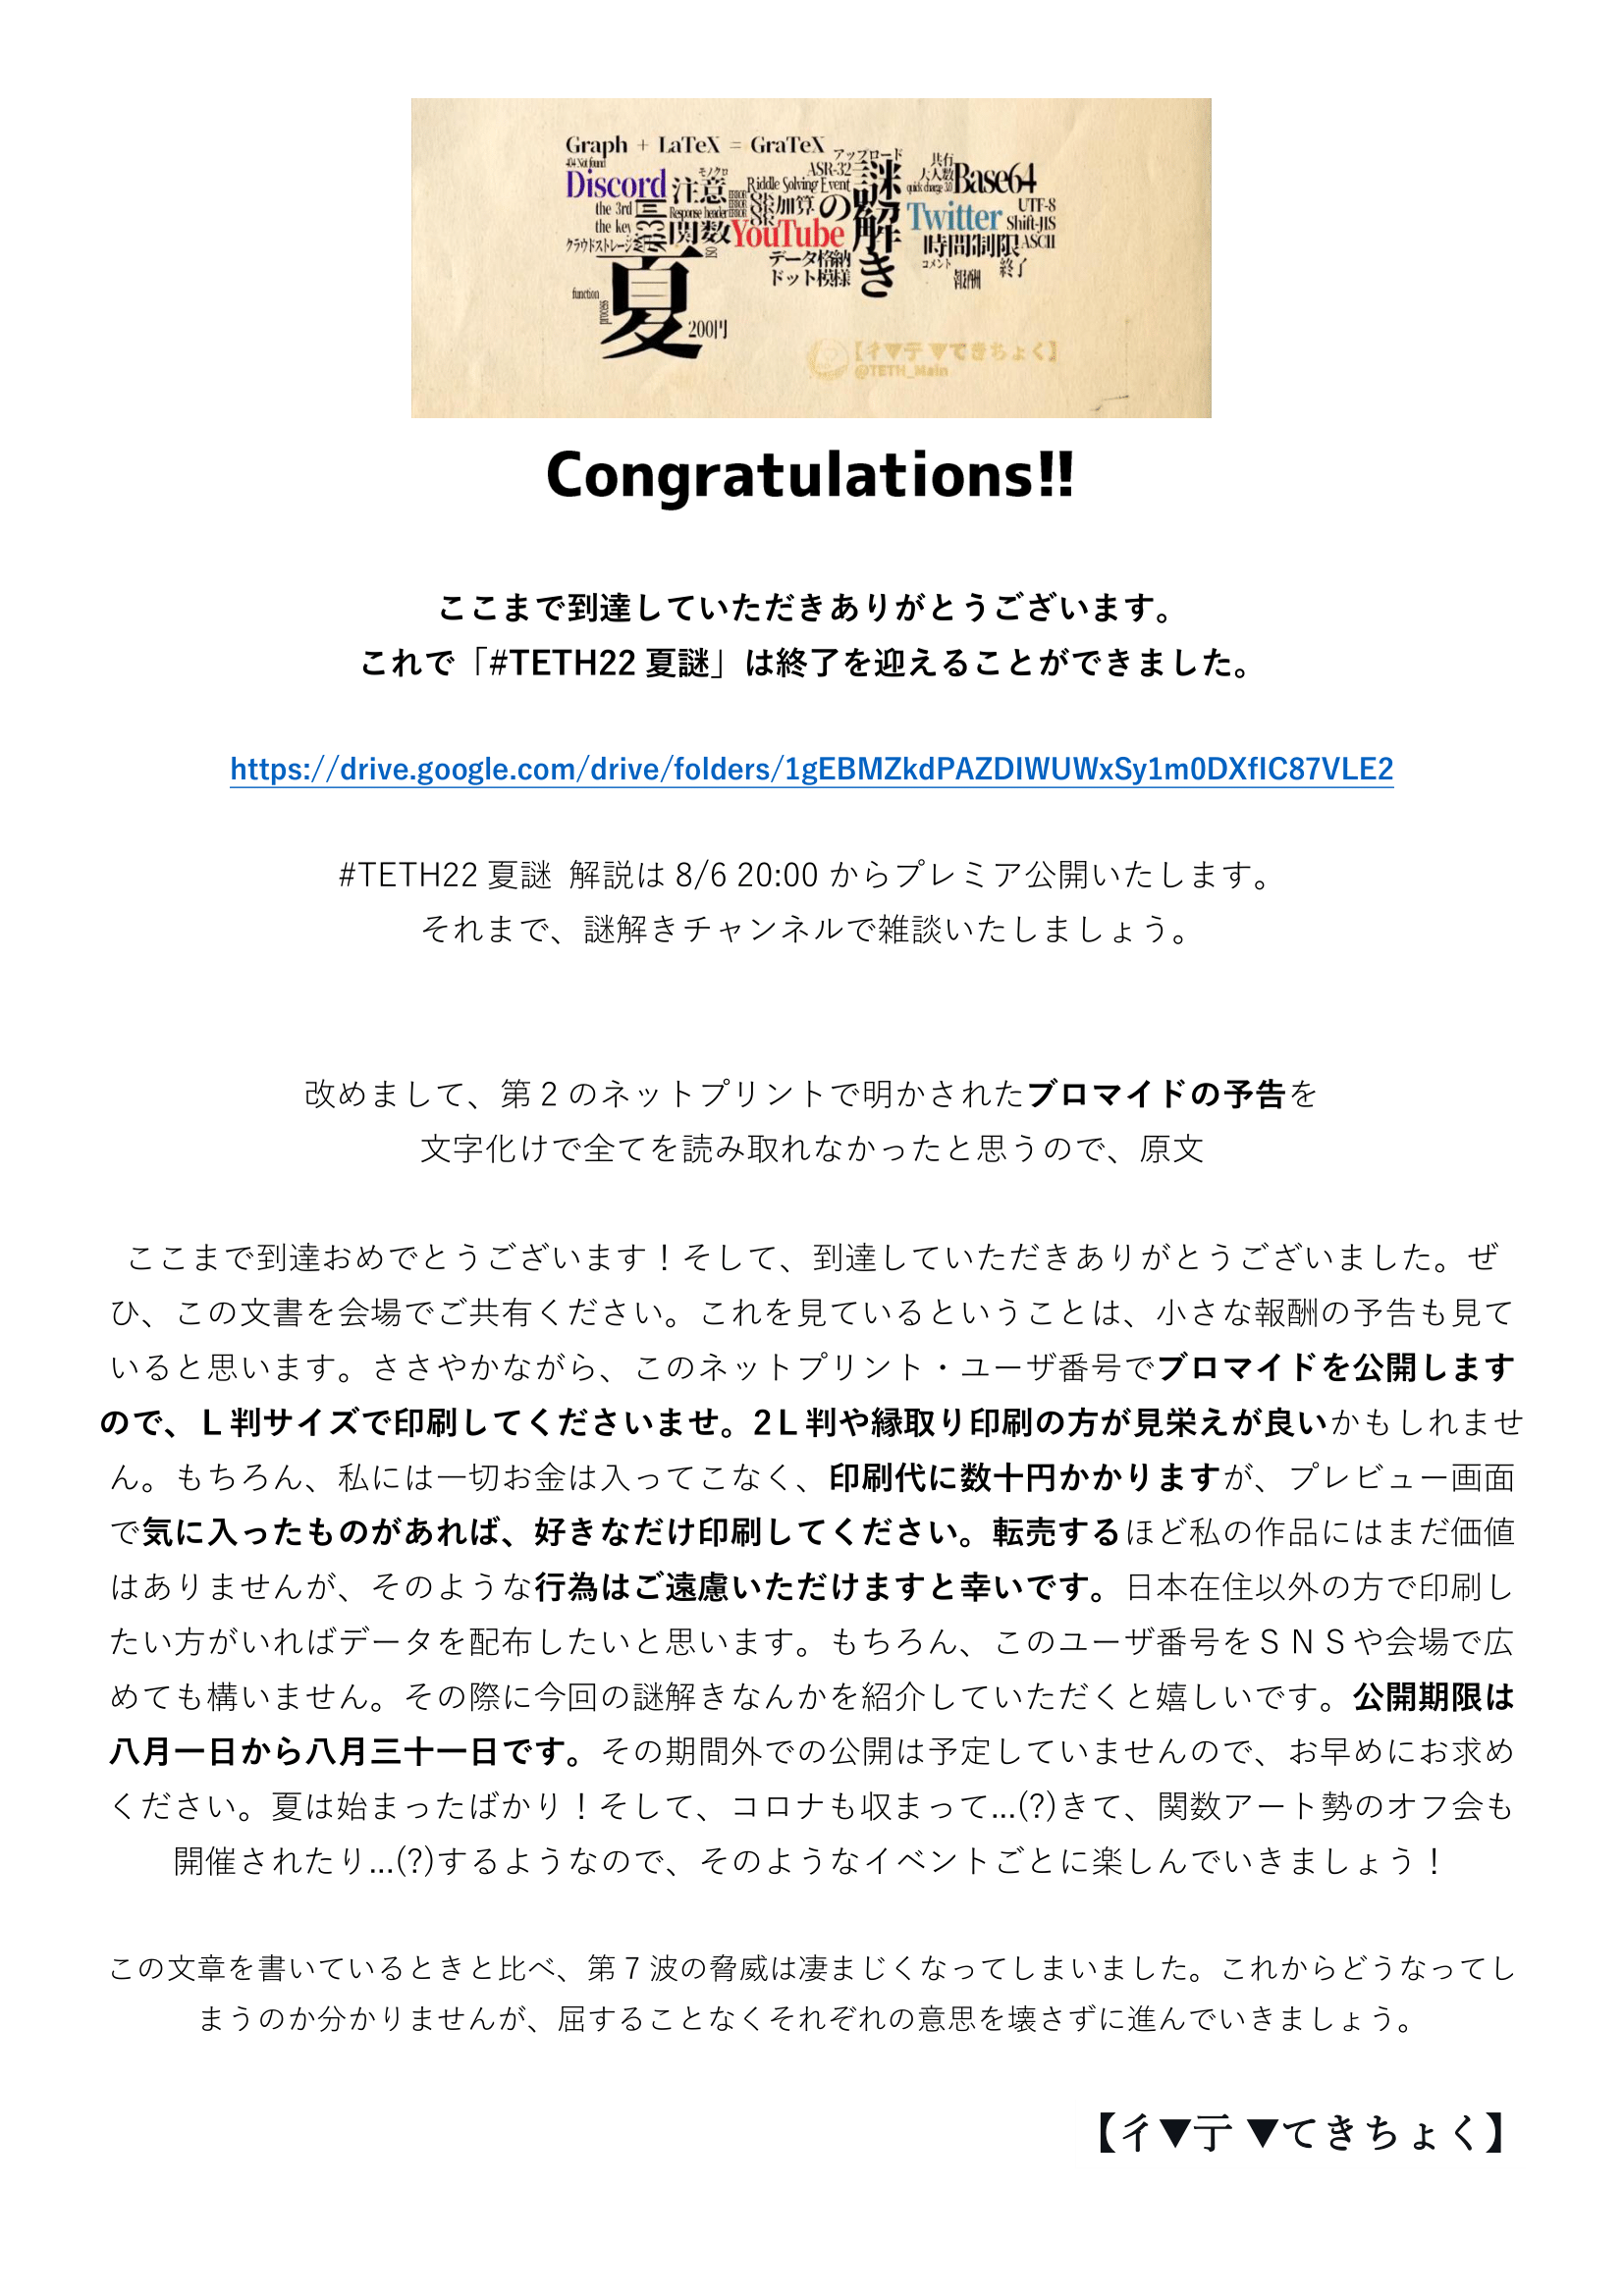 Graph + LaTeX = GraTeX
アップロード
404 Not found
ASR-32
共有
大人数
Discord
注意
モノクロ
Riddle Solving Event
謎解き
quick charge 3.0
Base64
the 3rd
Response header
加算
の
Twitter
UTF-8
Shift-JIS
the key
関数
YouTube
時間制限
ASCII
クラウドストレージ
ISO
データ格納
コメント
終了
ドット模様
報酬
function
process
夏
200円
【彳▼亍 ▼てきちょく】
@TETH_Main
Congratulations!!
ここまで到達していただきありがとうございます。
これで「#TETH22 夏謎」は終了を迎えることができました。
https://drive.google.com/drive/folders/1gEBMZkdPAZDIWUWxSy1m0DXfIC87VLE2
#TETH22 夏謎 解説は 8/6 20:00 からプレミア公開いたします。
それまで、謎解きチャンネルで雑談いたしましょう。
改めまして、第 2 のネットプリントで明かされたブロマイドの予告を
文字化けで全てを読み取れなかったと思うので、原文
ここまで到達おめでとうございます！そして、到達していただきありがとうございました。ぜ
ひ、この文書を会場でご共有ください。これを見ているということは、小さな報酬の予告も見て
いると思います。ささやかながら、このネットプリント・ユーザ番号でブロマイドを公開します
ので、Ｌ判サイズで印刷してくださいませ。2Ｌ判や縁取り印刷の方が見栄えが良いかもしれませ
ん。もちろん、私には一切お金は入ってこなく、印刷代に数十円かかりますが、プレビュー画面
で気に入ったものがあれば、好きなだけ印刷してください。転売するほど私の作品にはまだ価値
はありませんが、そのような行為はご遠慮いただけますと幸いです。日本在住以外の方で印刷し
たい方がいればデータを配布したいと思います。もちろん、このユーザ番号をＳＮＳや会場で広
めても構いません。その際に今回の謎解きなんかを紹介していただくと嬉しいです。公開期限は
八月一日から八月三十一日です。その期間外での公開は予定していませんので、お早めにお求め
ください。夏は始まったばかり！そして、コロナも収まって...(?)きて、関数アート勢のオフ会も
開催されたり...(?)するようなので、そのようなイベントごとに楽しんでいきましょう！
この文章を書いているときと比べ、第 7 波の脅威は凄まじくなってしまいました。これからどうなってし
まうのか分かりませんが、屈することなくそれぞれの意思を壊さずに進んでいきましょう。
【彳▼亍 ▼てきちょく】